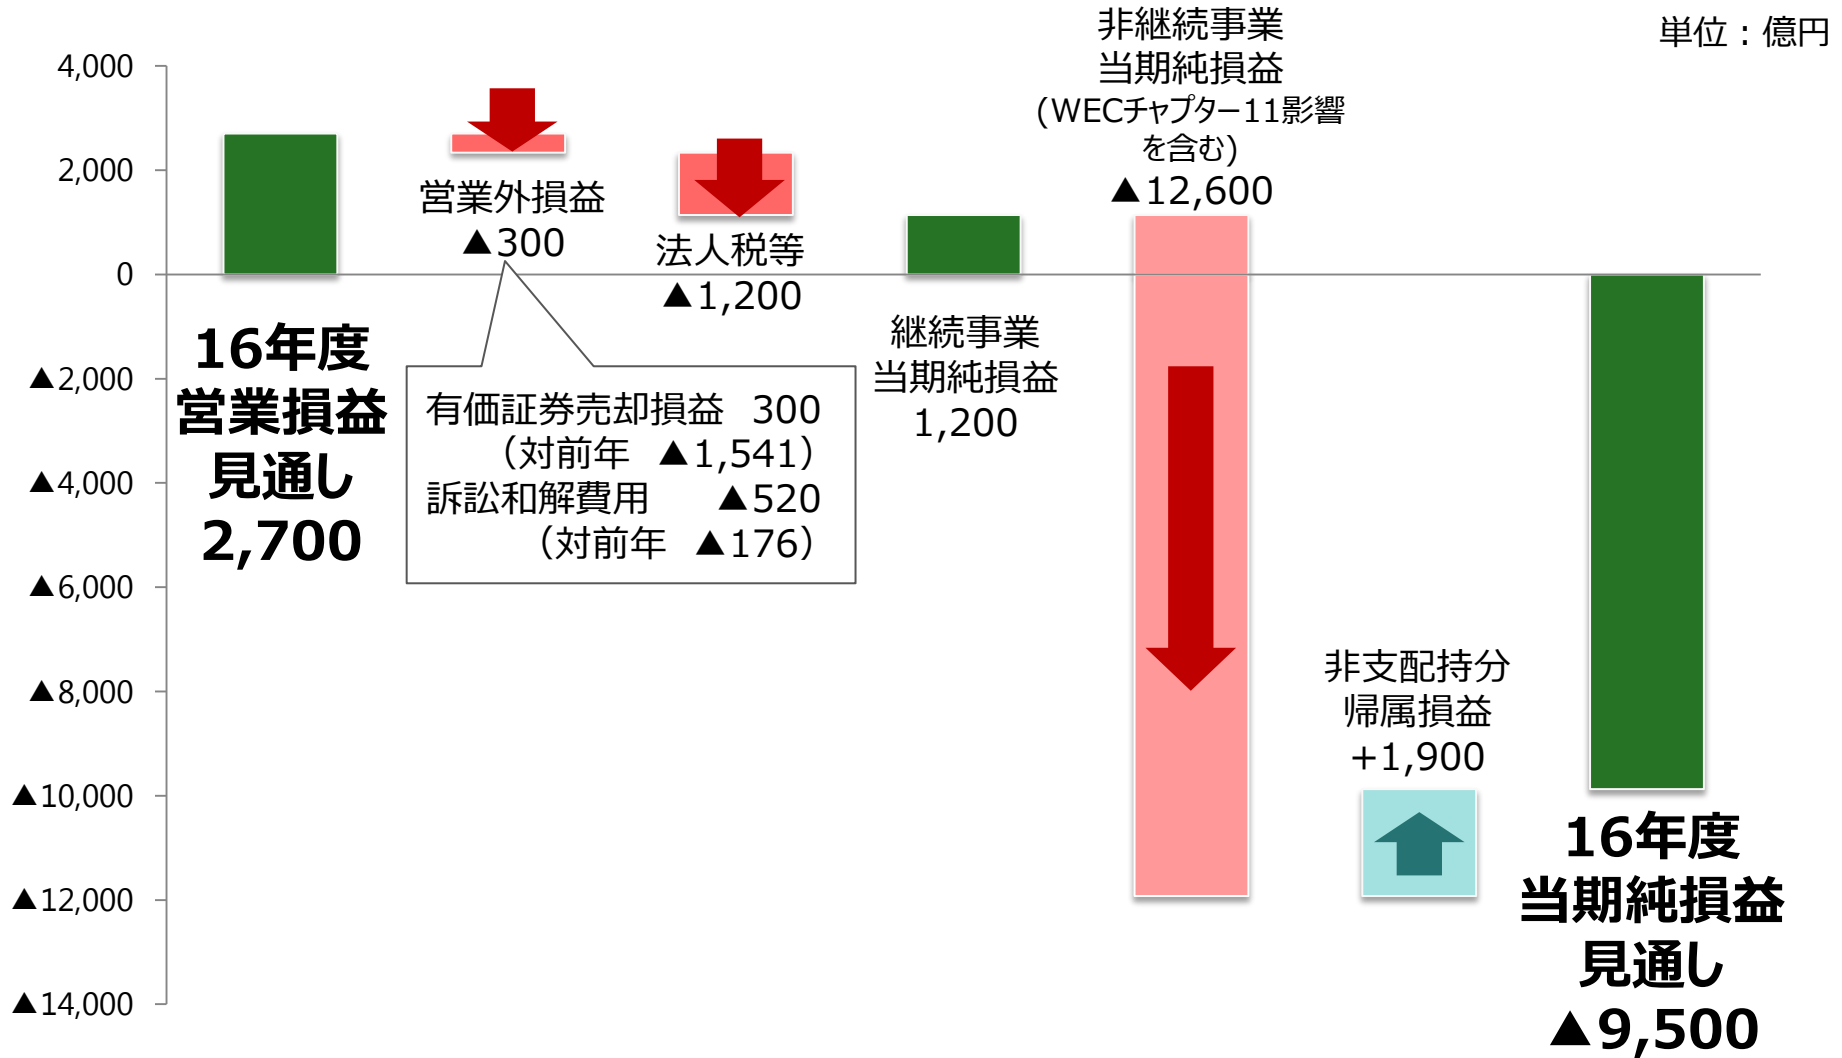 単位：億円
4,000
2,000
0
▲2,000
▲4,000
▲6,000
▲8,000
▲10,000
▲12,000
▲14,000
16年度
営業損益
見通し
2,700
営業外損益
▲300
有価証券売却損益 300
（対前年 ▲1,541）
訴訟和解費用 ▲520
（対前年 ▲176）
法人税等
▲1,200
継続事業
当期純損益
1,200
非継続事業
当期純損益
(WECチャプター11影響
を含む)
▲12,600
非支配持分
帰属損益
+1,900
16年度
当期純損益
見通し
▲9,500